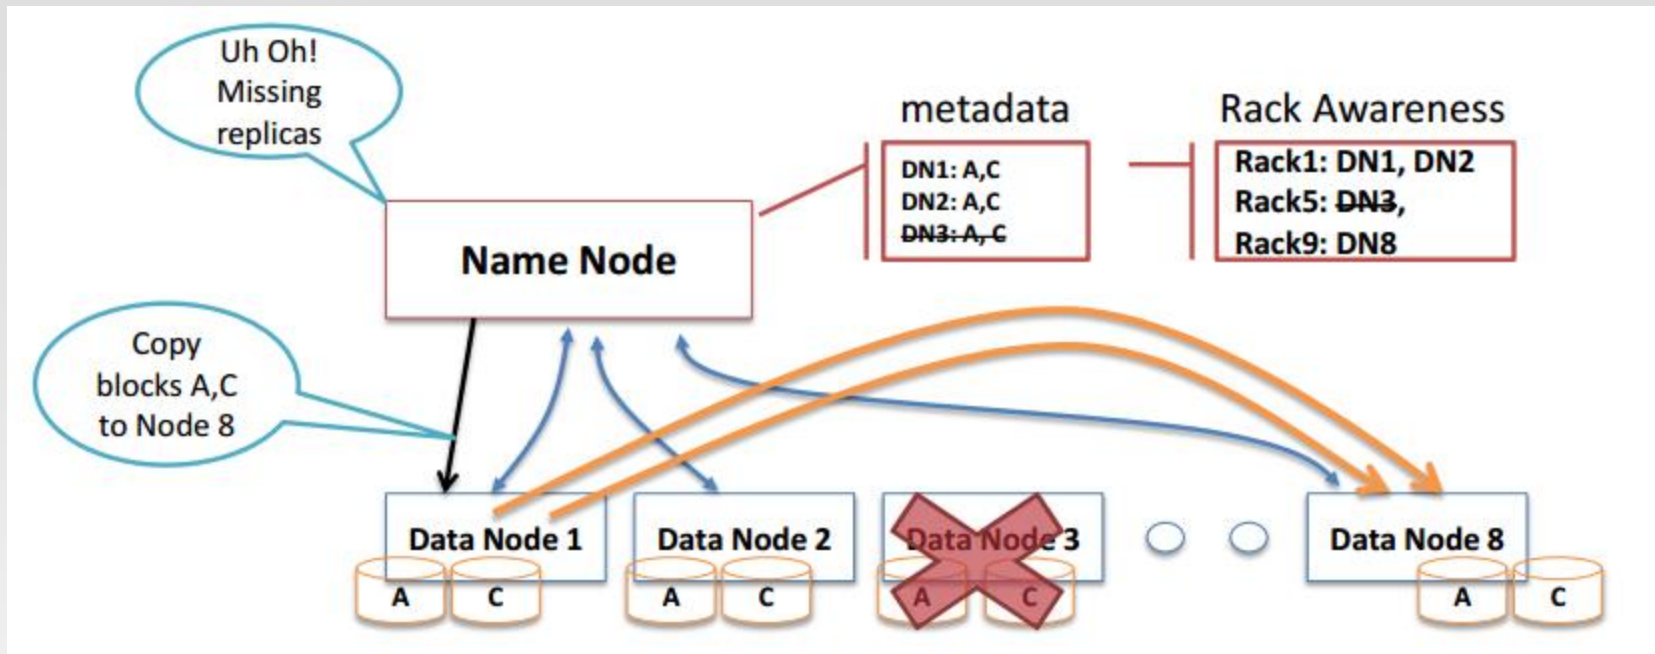 Uh Oh!
Missing
replicas
metadata
Rack Awareness
DN1: A,C
DN2: A,C
DN3: A, C
Rack1: DN1, DN2
Rack5: DN3,
Rack9: DN8
Name Node
Copy
blocks A,C
to Node 8
Data Node 1
Data Node 2
Data Node 3
Data Node 8
A
C
A
C
A
C
A
C